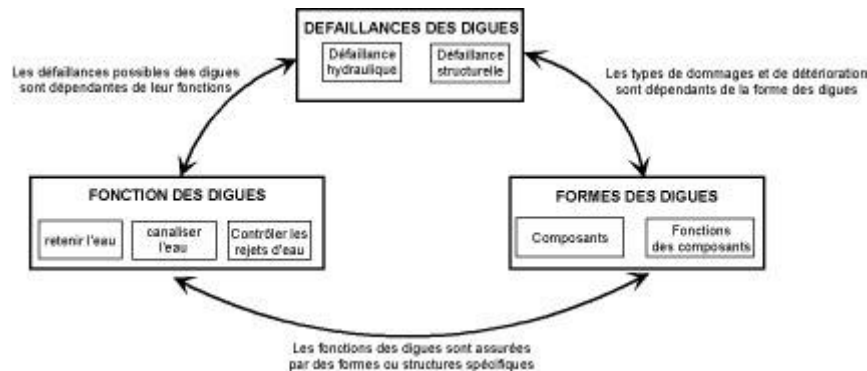 DEFAILLANCES DES DIGUES
Défaillance
hydraulique
Défaillance
structurelle
Les défaillances possibles des digues
sont dépendantes de leur fonctions
Les types de dommages et de détérioration
sont dépendants de la forme des digues
FONCTION DES DIGUES
retenir l'eau
canaliser
l'eau
Contrôler les
rejets d'eau
FORMES DES DIGUES
Composants
Fonctions
des composants
Les fonctions des digues sont assurées
par des formes ou structures spécifiques